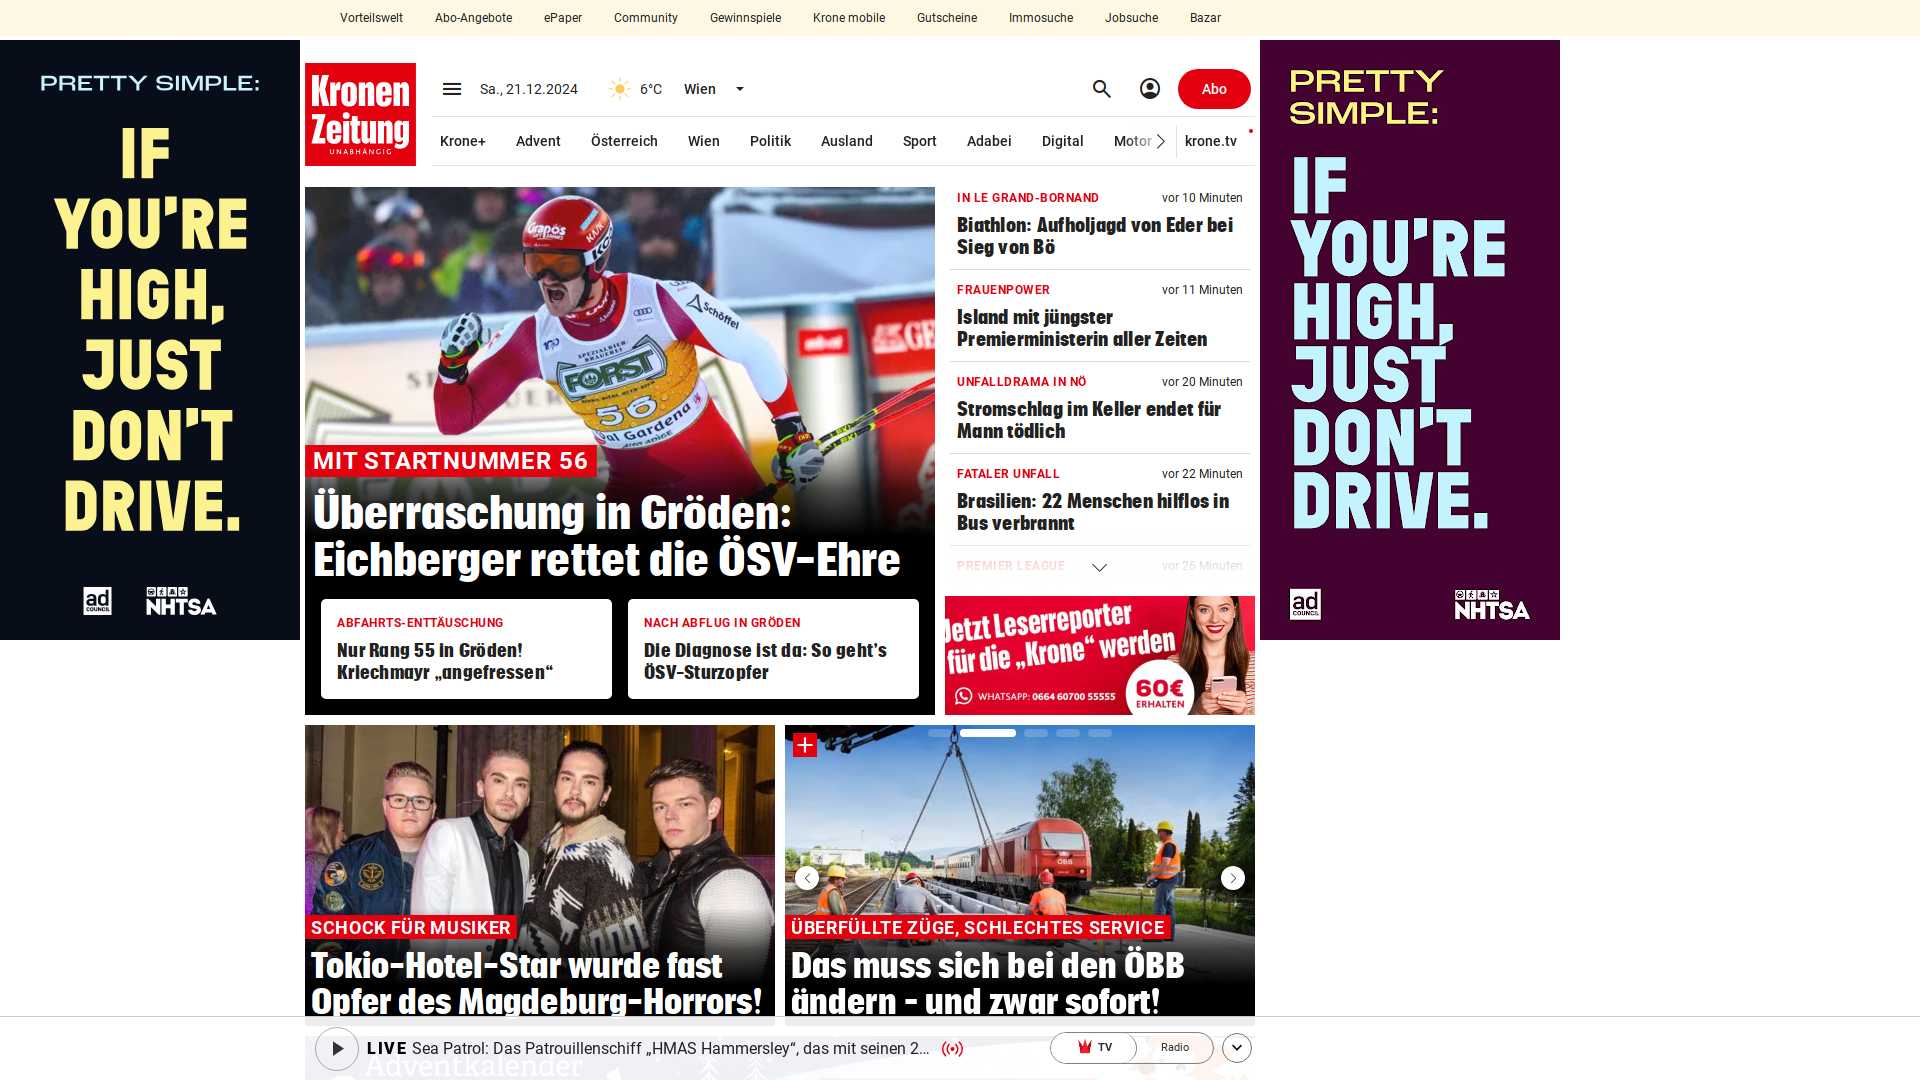 Vorteilswelt Abo-Angebote ePaper Community Gewinnspiele Krone mobile Gutscheine Immosuche Jobsuche Bazar
PRETTY SIMPLE:
IF
YOU'RE
HIGH,
JUST
DON'T
DRIVE.
ad
COUNCIL
NHTSA
Kronen
Zeitung
UNABHÄNGIG
Sa., 21.12.2024 6°C Wien
Abo
Krone+ Advent Österreich Wien Politik Ausland Sport Adabei Digital Motor krone.tv
Grapos
Schöffel
FORST
56
Val Gardena
MIT STARTNUMMER 56
Überraschung in Gröden:
Eichberger rettet die ÖSV-Ehre
ABFAHRTS-ENTTÄUSCHUNG
Nur Rang 55 in Gröden!
Kriechmayr „angefressen“
NACH ABFLUG IN GRÖDEN
Die Diagnose ist da: So geht’s
ÖSV-Sturzopfer
IN LE GRAND-BORNAND vor 10 Minuten
Biathlon: Aufholjagd von Eder bei
Sieg von Bö
FRAUENPOWER vor 11 Minuten
Island mit jüngster
Premierministerin aller Zeiten
UNFALLDRAMA IN NÖ vor 20 Minuten
Stromschlag im Keller endet für
Mann tödlich
FATALER UNFALL vor 22 Minuten
Brasilien: 22 Menschen hilflos in
Bus verbrannt
PREMIER LEAGUE vor 26 Minuten
Jetzt Leserreporter
für die „Krone“ werden
WHATSAPP: 0664 60700 55555
60€
ERHALTEN
PRETTY
SIMPLE:
IF
YOU'RE
HIGH,
JUST
DON'T
DRIVE.
ad
COUNCIL
NHTSA
SCHOCK FÜR MUSIKER
Tokio-Hotel-Star wurde fast
Opfer des Magdeburg-Horrors!
ÖBB
ÜBERFÜLLTE ZÜGE, SCHLECHTES SERVICE
Das muss sich bei den ÖBB
ändern – und zwar sofort!
LIVE Sea Patrol: Das Patrouillenschiff „HMAS Hammersley“, das mit seinen 2...
TV Radio
Adventkalender